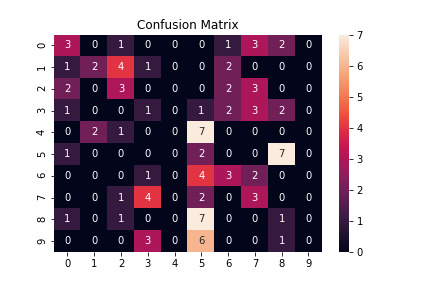 Confusion Matrix
0 3 0 1 0 0 0 1 3 2 0
1 1 2 4 1 0 0 2 0 0 0
2 2 0 3 0 0 0 2 3 0 0
3 1 0 0 1 0 1 2 3 2 0
4 0 2 1 0 0 7 0 0 0 0
5 1 0 0 0 0 2 0 0 7 0
6 0 0 0 1 0 4 3 2 0 0
7 0 0 1 4 0 2 0 3 0 0
8 1 0 1 0 0 7 0 0 1 0
9 0 0 0 3 0 6 0 0 1 0
0 1 2 3 4 5 6 7 8 9
7
6
5
4
3
2
1
0